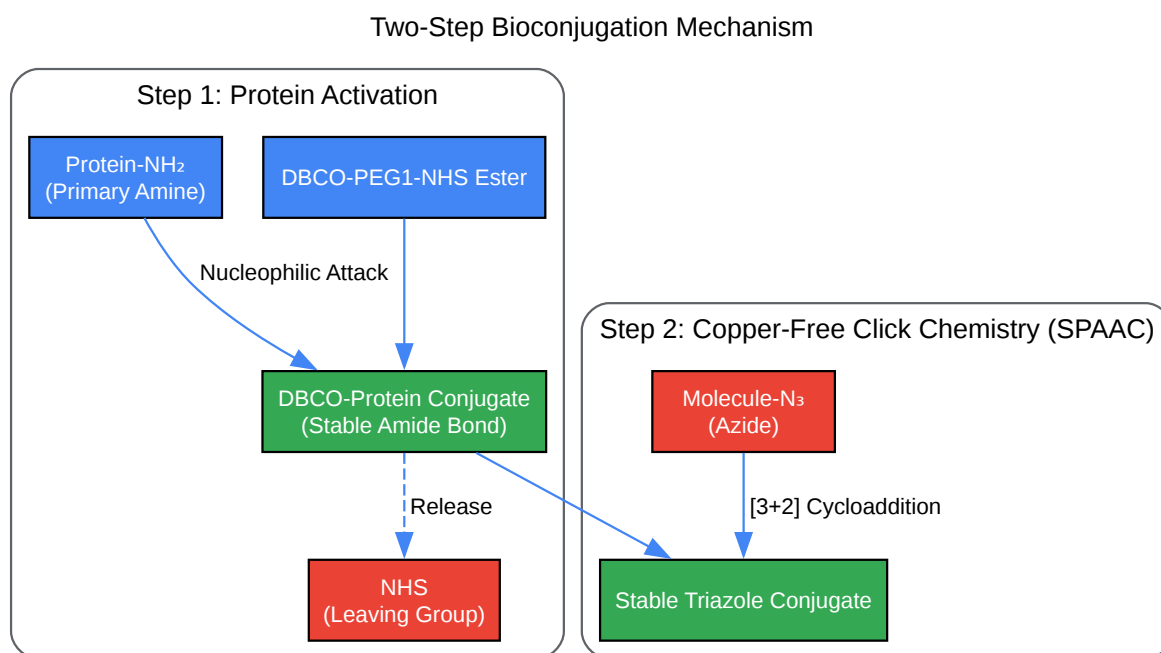 Two-Step Bioconjugation Mechanism
Step 1: Protein Activation
Protein-NH₂
(Primary Amine)
DBCO-PEG1-NHS Ester
Nucleophilic Attack
DBCO-Protein Conjugate
(Stable Amide Bond)
Release
NHS
(Leaving Group)
Step 2: Copper-Free Click Chemistry (SPAAC)
Molecule-N₃
(Azide)
[3+2] Cycloaddition
Stable Triazole Conjugate